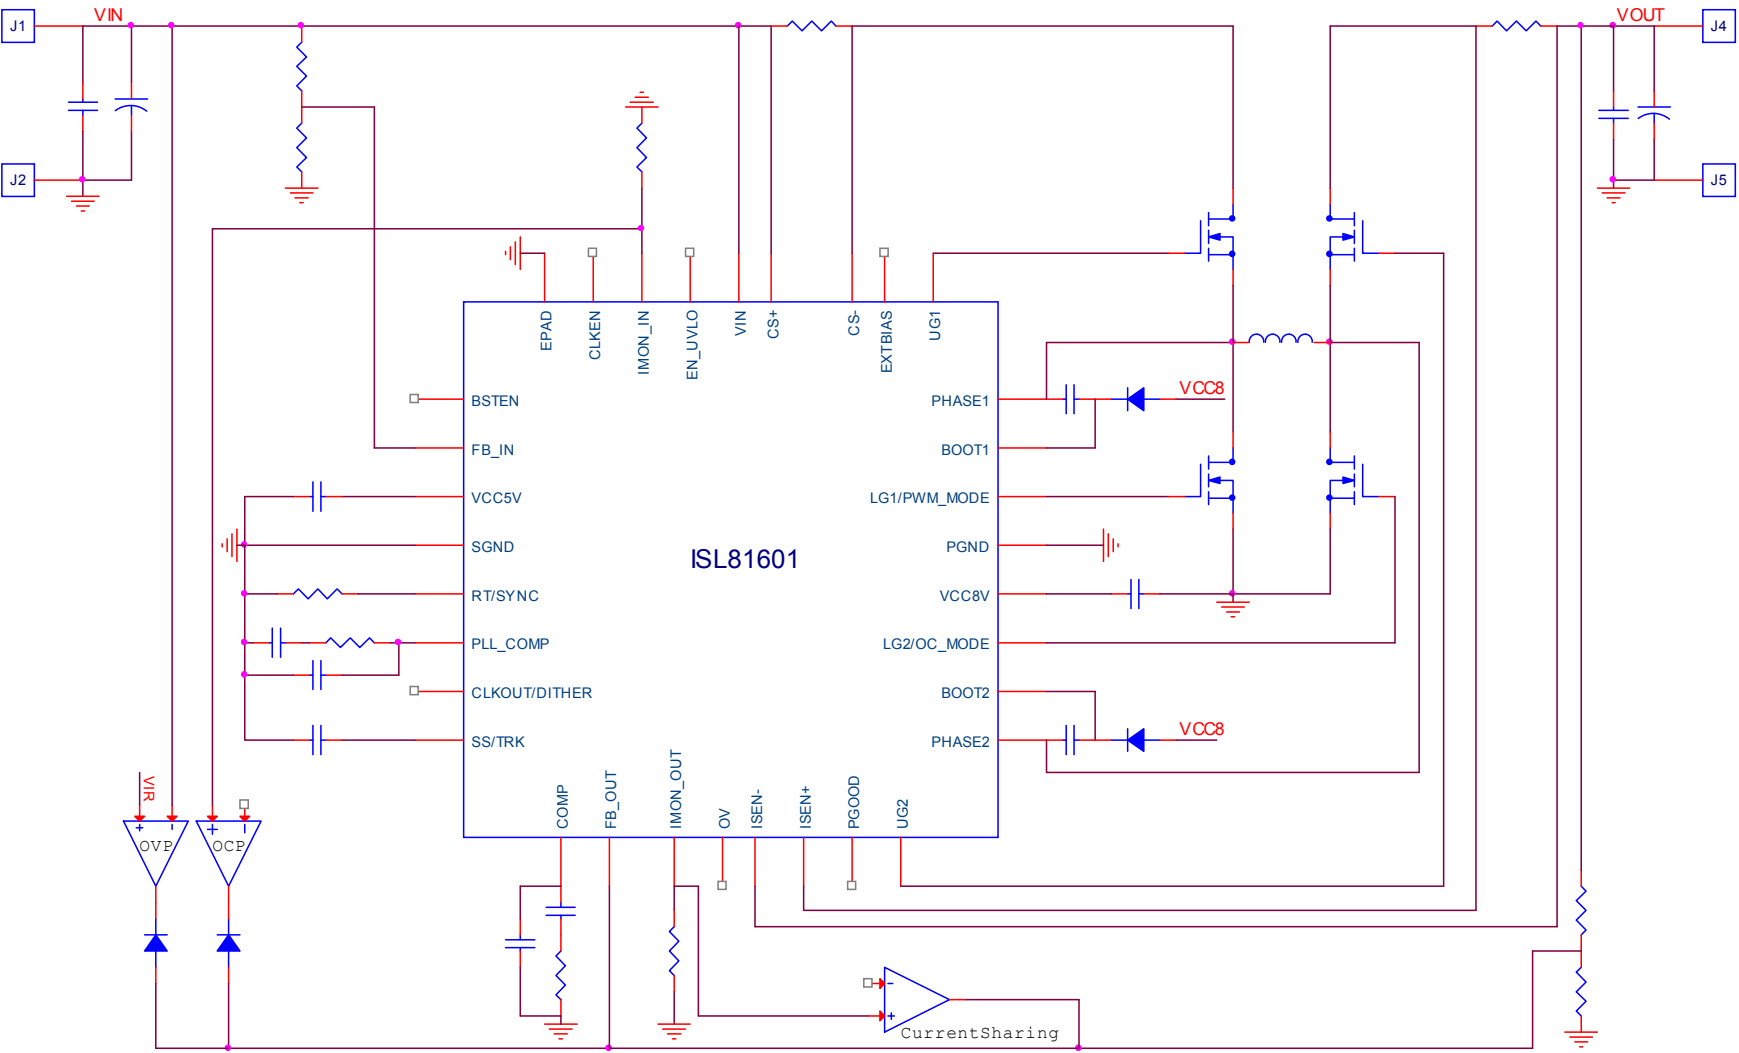 J1
VIN
VOUT
J4
J2
J5
EPAD
CLKEN
IMON_IN
EN_UVLO
VIN
CS+
CS-
EXTBIAS
UG1
BSTEN
FB_IN
VCC5V
SGND
RT/SYNC
PLL_COMP
CLKOUT/DITHER
SS/TRK
ISL81601
PHASE1
BOOT1
LG1/PWM_MODE
PGND
VCC8V
LG2/OC_MODE
BOOT2
PHASE2
VCC8
VCC8
COMP
FB_OUT
IMON_OUT
OV
ISEN-
ISEN+
PGOOD
UG2
VIR
+ -
OVP
+ -
OCP
-
+
CurrentSharing